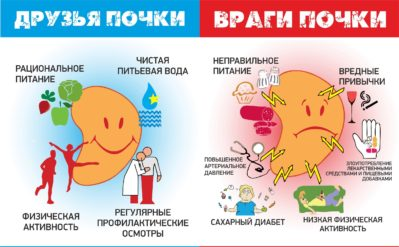 ДРУЗЬЯ ПОЧКИ
РАЦИОНАЛЬНОЕ
ПИТАНИЕ
ЧИСТАЯ
ПИТЬЕВАЯ ВОДА
ФИЗИЧЕСКАЯ
АКТИВНОСТЬ
РЕГУЛЯРНЫЕ
ПРОФИЛАКТИЧЕСКИЕ
ОСМОТРЫ
ВРАГИ ПОЧКИ
НЕПРАВИЛЬНОЕ
ПИТАНИЕ
ВРЕДНЫЕ
ПРИВЫЧКИ
ПОВЫШЕННОЕ
АРТЕРИАЛЬНОЕ
ДАВЛЕНИЕ
ЗЛОУПОТРЕБЛЕНИЕ
ЛЕКАРСТВЕННЫМИ
СРЕДСТВАМИ И ПИЩЕВЫМИ
ДОБАВКАМИ
САХАРНЫЙ ДИАБЕТ
НИЗКАЯ ФИЗИЧЕСКАЯ
АКТИВНОСТЬ